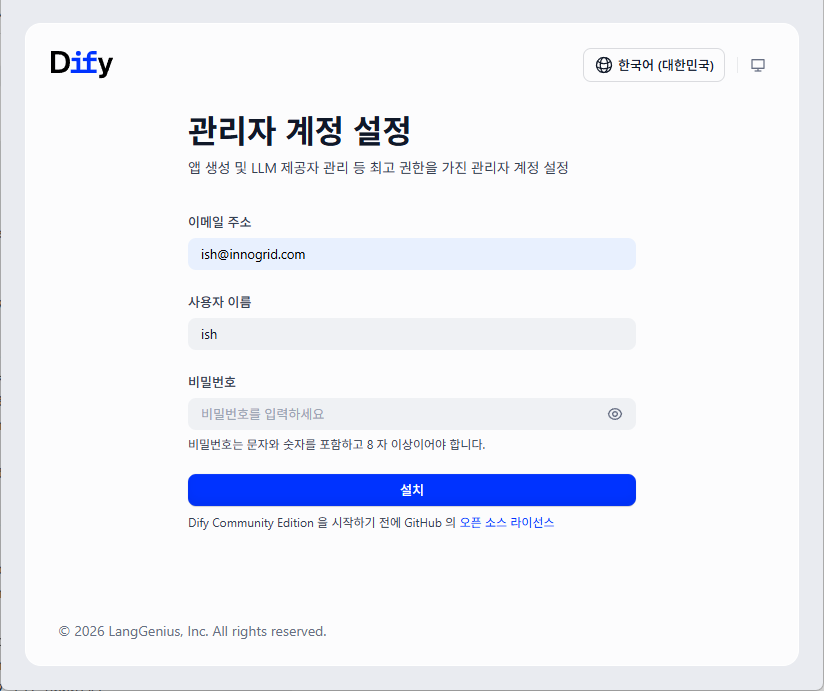 Dify
한국어 (대한민국)
관리자 계정 설정
앱 생성 및 LLM 제공자 관리 등 최고 권한을 가진 관리자 계정 설정
이메일 주소
ish@innogrid.com
사용자 이름
ish
비밀번호
비밀번호를 입력하세요
비밀번호는 문자와 숫자를 포함하고 8 자 이상이어야 합니다.
설치
Dify Community Edition 을 시작하기 전에 GitHub 의 오픈 소스 라이선스
© 2026 LangGenius, Inc. All rights reserved.